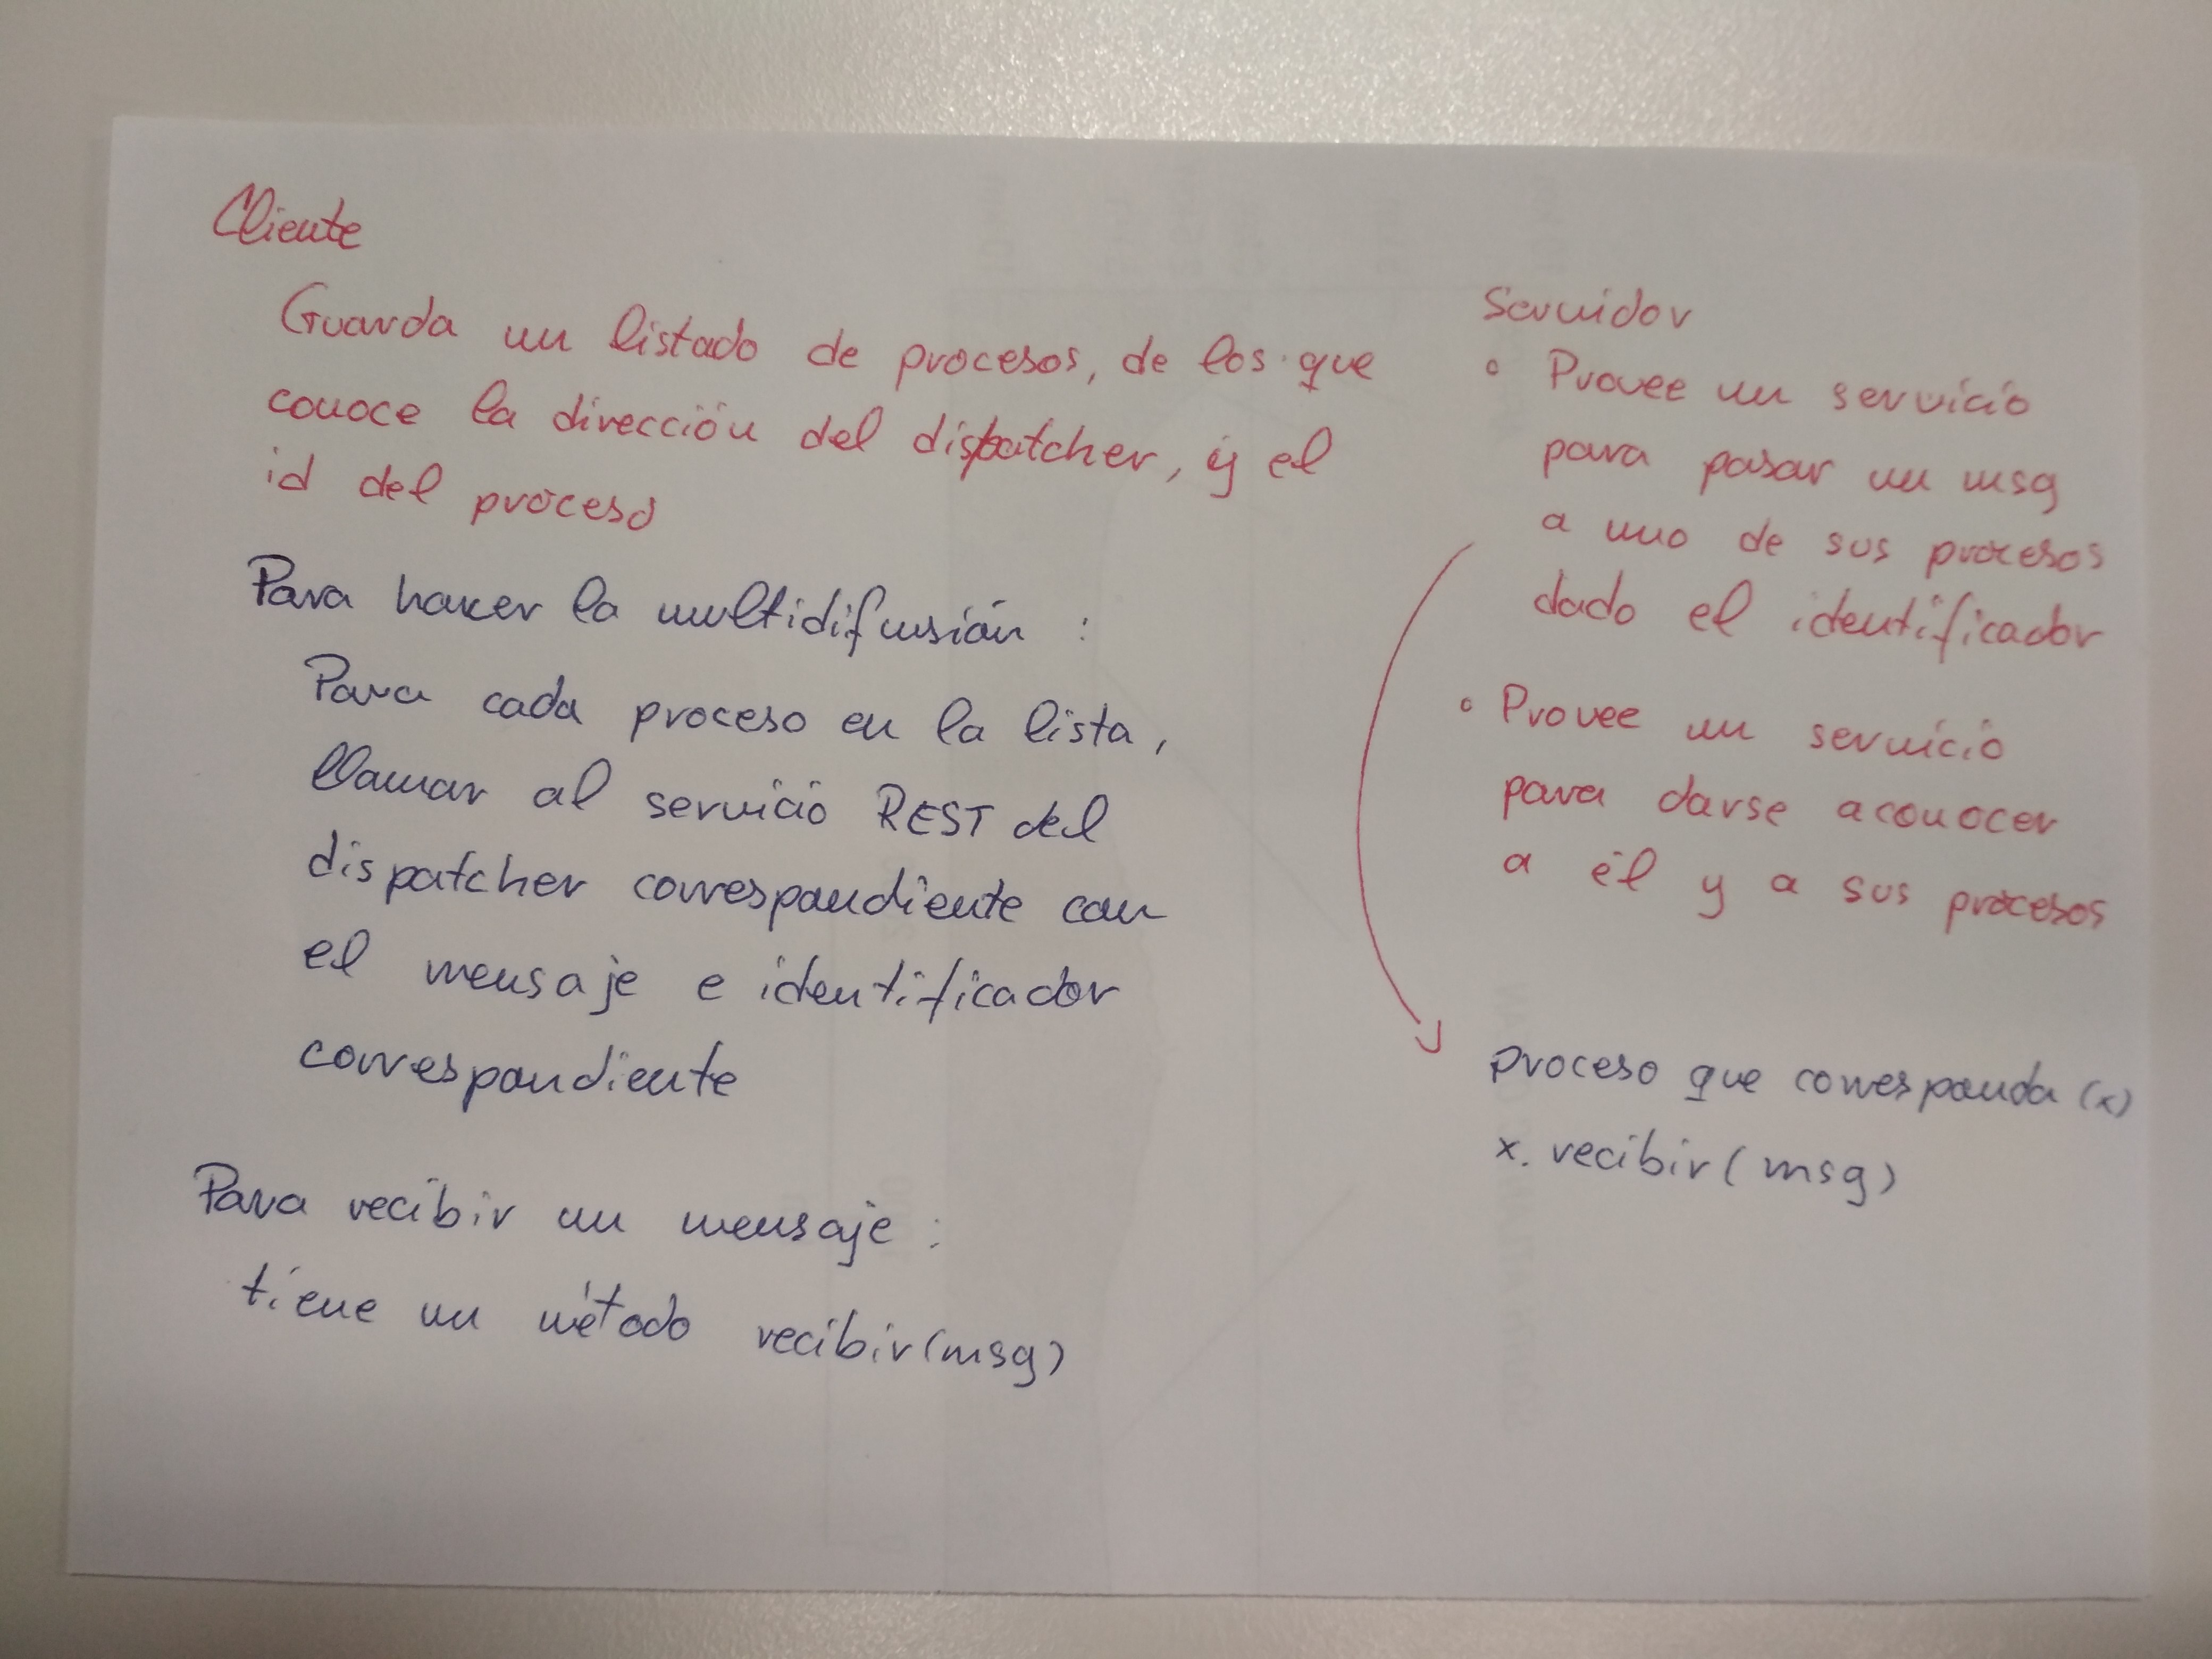 Cliente
Guarda un listado de procesos, de los que
conoce la dirección del dispatcher, y el
id del proceso
Para hacer la multidifusión :
Para cada proceso en la lista,
llamar al servicio REST del
dispatcher correspondiente con
el mensaje e identificador
correspondiente
Para recibir un mensaje :
tiene un método recibir(msg)
Servidor
° Provee un servicio
para pasar un msg
a uno de sus procesos
dado el identificador
° Provee un servicio
para darse a conocer
a él y a sus procesos
proceso que corresponda (x)
x. recibir( msg)